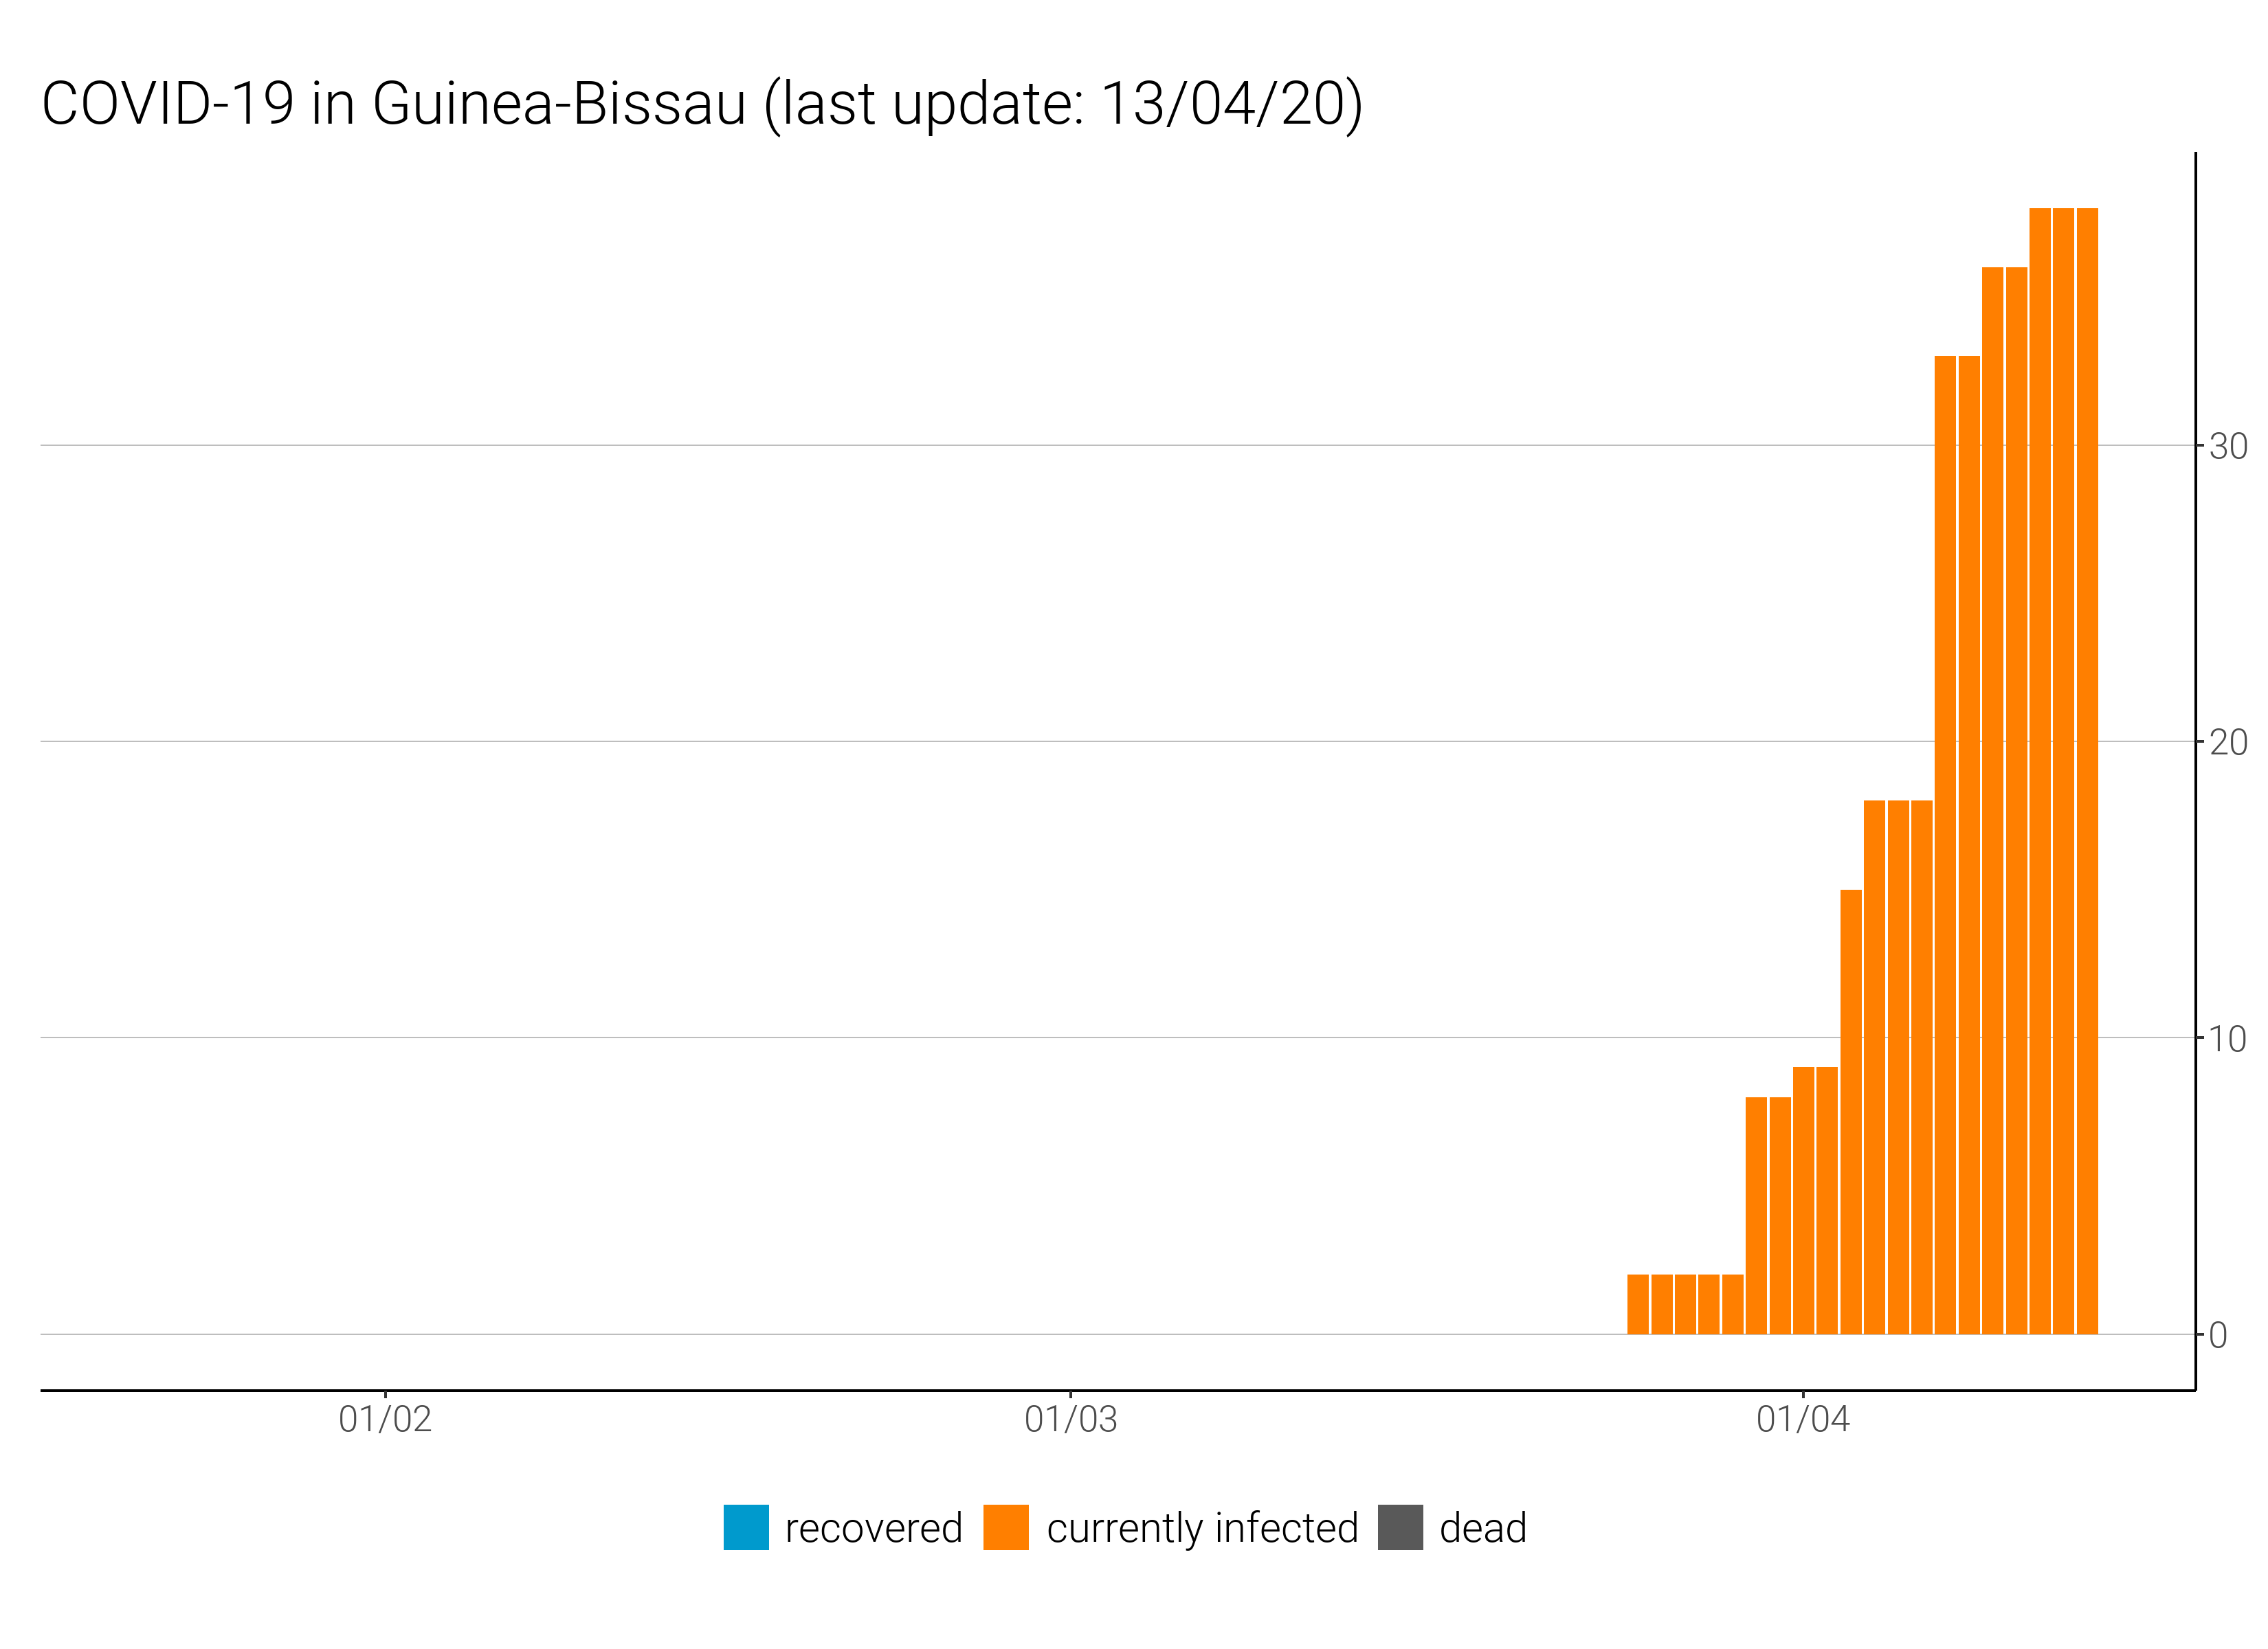 COVID-19 in Guinea-Bissau (last update: 13/04/20)
30
20
10
0
01/02 01/03 01/04
recovered currently infected dead